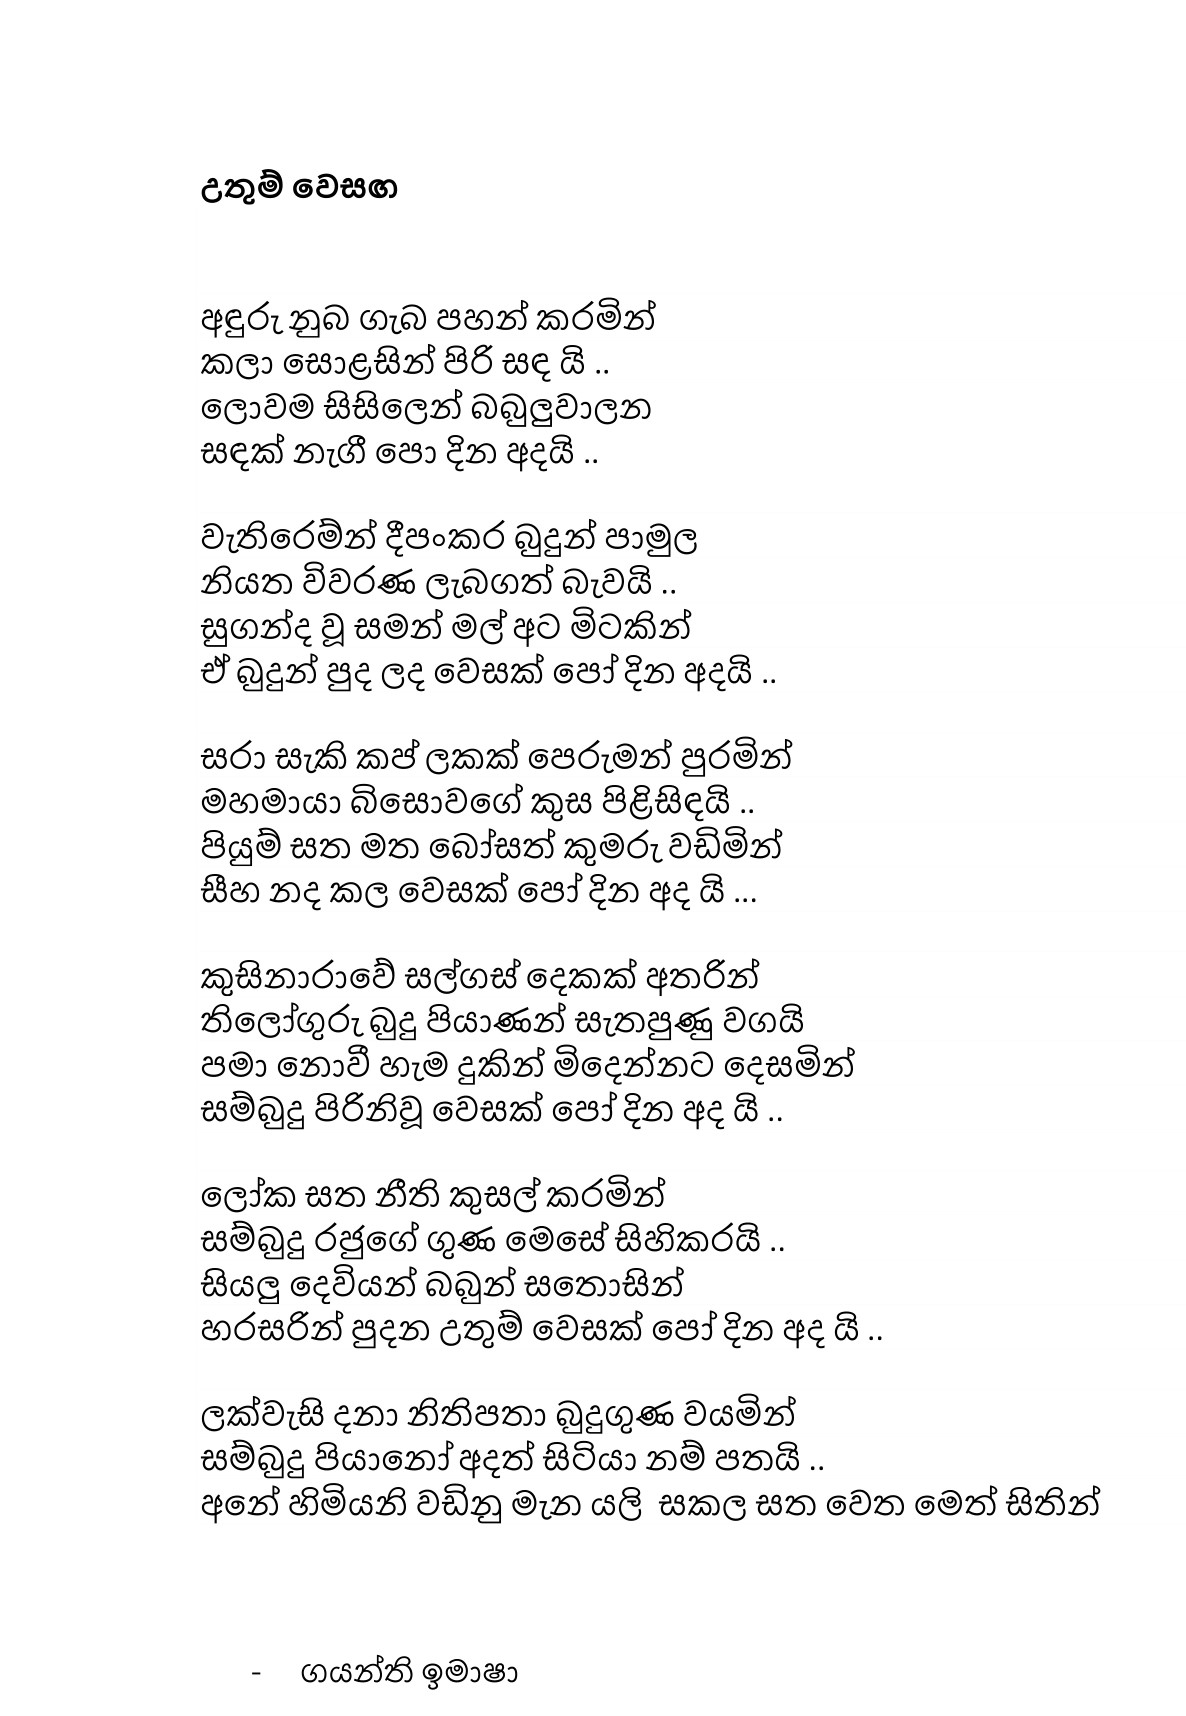 උතුම් වෙසඟ
අඳුරු නුබ ගැබ පහන් කරමින්
කලා සොළසින් පිරි සඳ යි ..
ලොවම සිසිලෙන් බබුලුවාලන
සඳක් නැගී පො දින අදයි ..
වැතිරෙම්න් දීපංකර බුදුන් පාමුල
නියත විවරණ ලැබගත් බැවයි ..
සුගන්ද වූ සමන් මල් අට මිටකින්
ඒ බුදුන් පුද ලද වෙසක් පෝ දින අදයි ..
සරා සැකි කප් ලකක් පෙරුමන් පුරමින්
මහමායා බිසොවගේ කුස පිළිසිඳයි ..
පියුම් සත මත බෝසත් කුමරු වඩිමින්
සීහ නද කල වෙසක් පෝ දින අද යි ...
කුසිනාරාවේ සල්ගස් දෙකක් අතරින්
තිලෝගුරු බුදු පියාණන් සැතපුණු වගයි
පමා නොවී හැම දුකින් මිදෙන්නට දෙසමින්
සම්බුදු පිරිනිවූ වෙසක් පෝ දින අද යි ..
ලෝක සත නීති කුසල් කරමින්
සම්බුදු රජුගේ ගුණ මෙසේ සිහිකරයි ..
සියලු දෙවියන් බබුන් සතොසින්
හරසරින් පුදන උතුම් වෙසක් පෝ දින අද යි ..
ලක්වැසි දනා නිතිපතා බුදුගුණ වයමින්
සම්බුදු පියානෝ අදත් සිටියා නම් පතයි ..
අනේ හිමියනි වඩිනු මැන යලි  සකල සත වෙත මෙත් සිතින්
- ගයන්ති ඉමාෂා